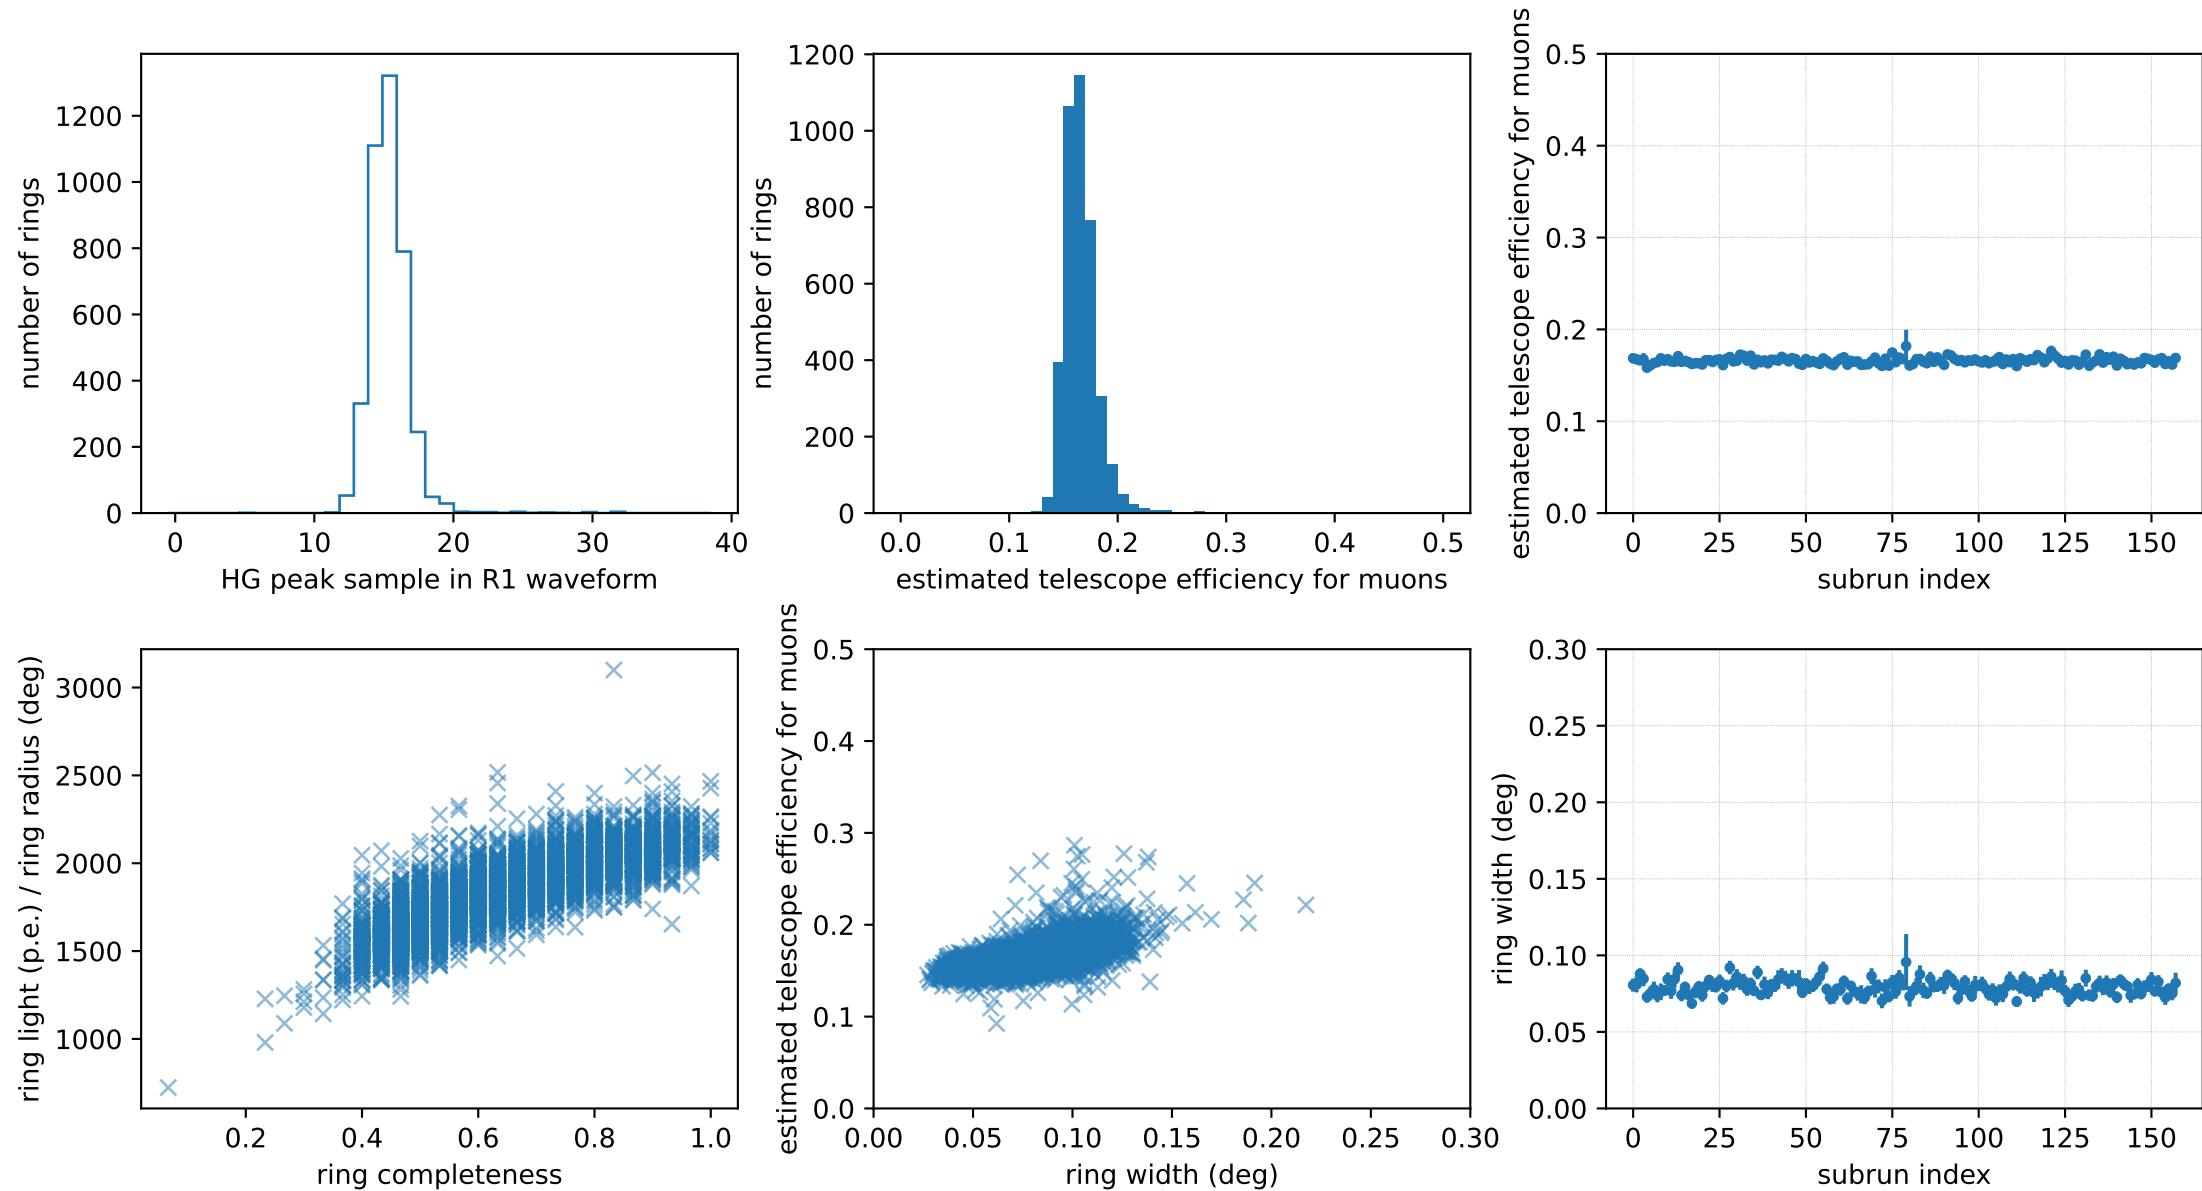 number of rings
1200
1000
800
600
400
200
0
0 10 20 30 40
HG peak sample in R1 waveform
number of rings
1200
1000
800
600
400
200
0
0.0 0.1 0.2 0.3 0.4 0.5
estimated telescope efficiency for muons
estimated telescope efficiency for muons
0.5
0.4
0.3
0.2
0.1
0.0
0 25 50 75 100 125 150
subrun index
ring light (p.e.) / ring radius (deg)
3000
2500
2000
1500
1000
0.2 0.4 0.6 0.8 1.0
ring completeness
estimated telescope efficiency for muons
0.5
0.4
0.3
0.2
0.1
0.0
0.00 0.05 0.10 0.15 0.20 0.25 0.30
ring width (deg)
ring width (deg)
0.30
0.25
0.20
0.15
0.10
0.05
0.00
0 25 50 75 100 125 150
subrun index